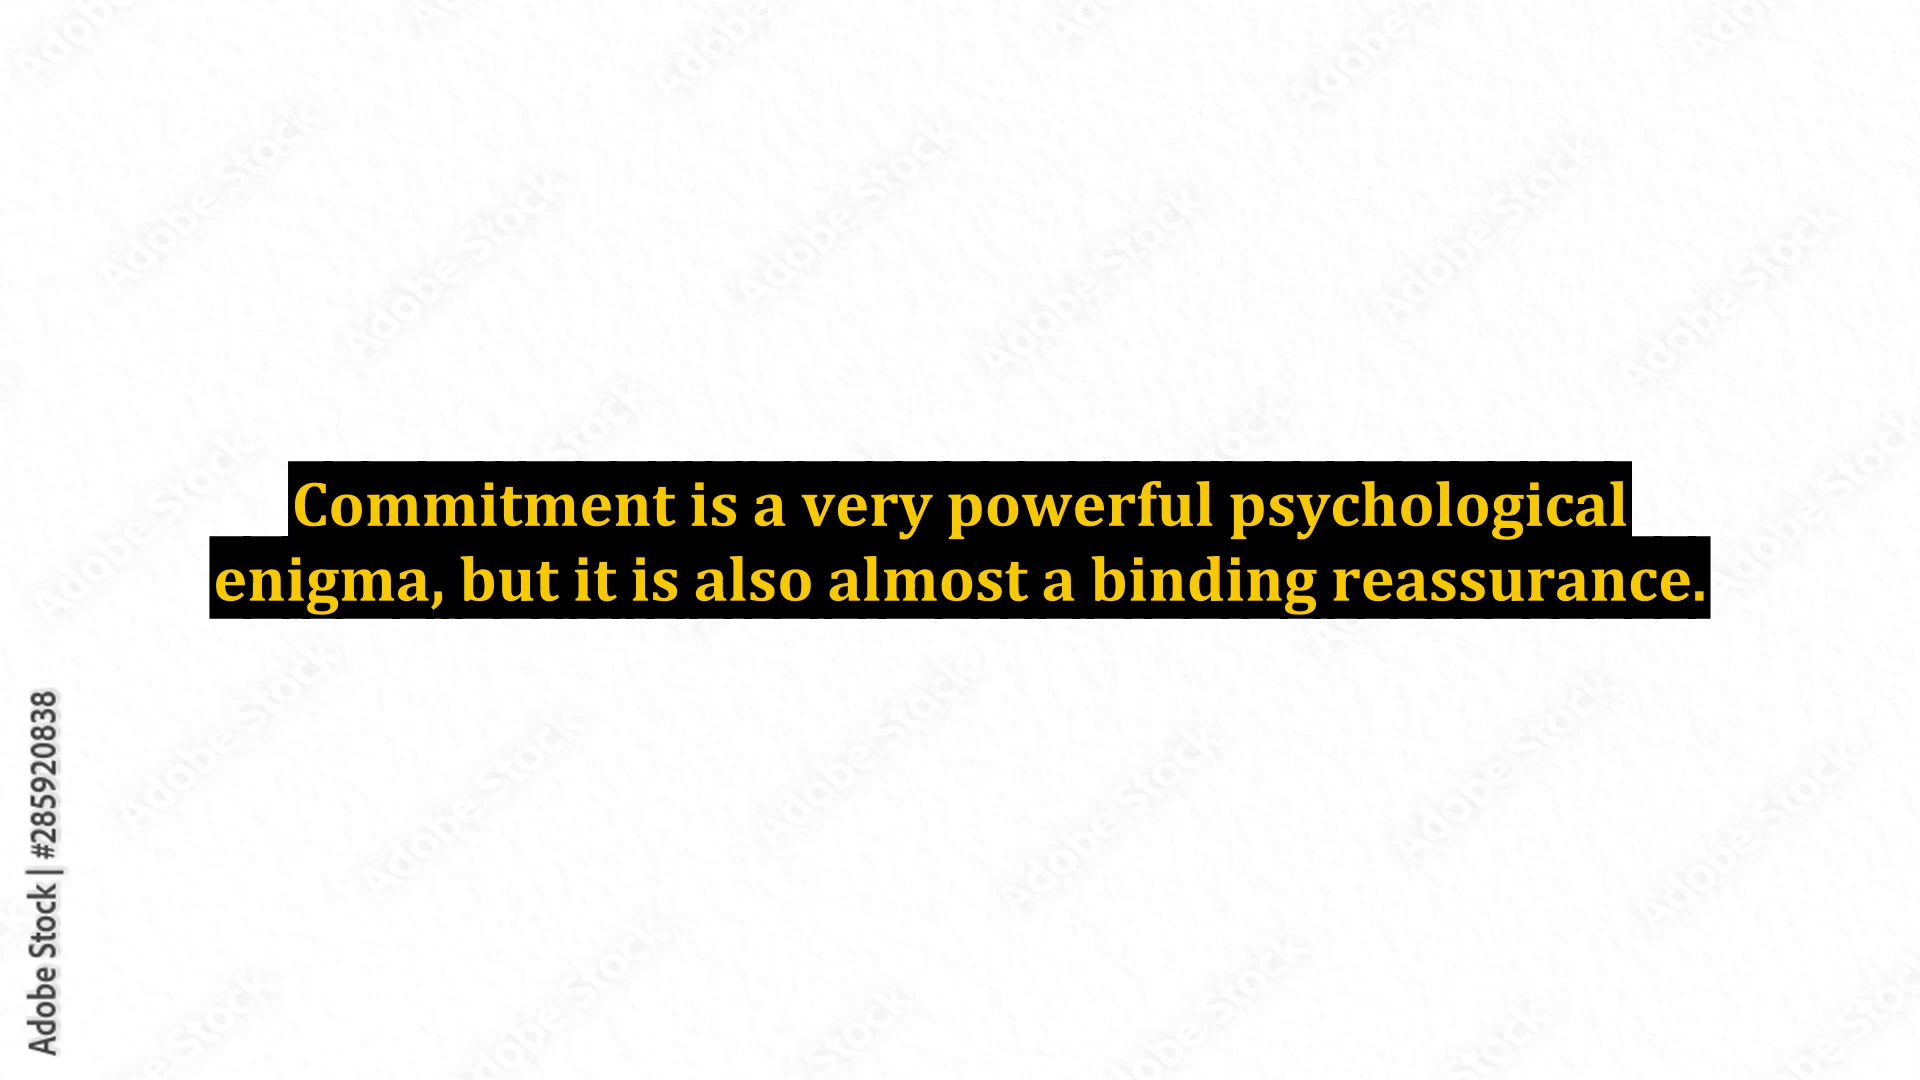 Commitment is a very powerful psychological
enigma, but it is also almost a binding reassurance.
Adobe Stock | #285920838